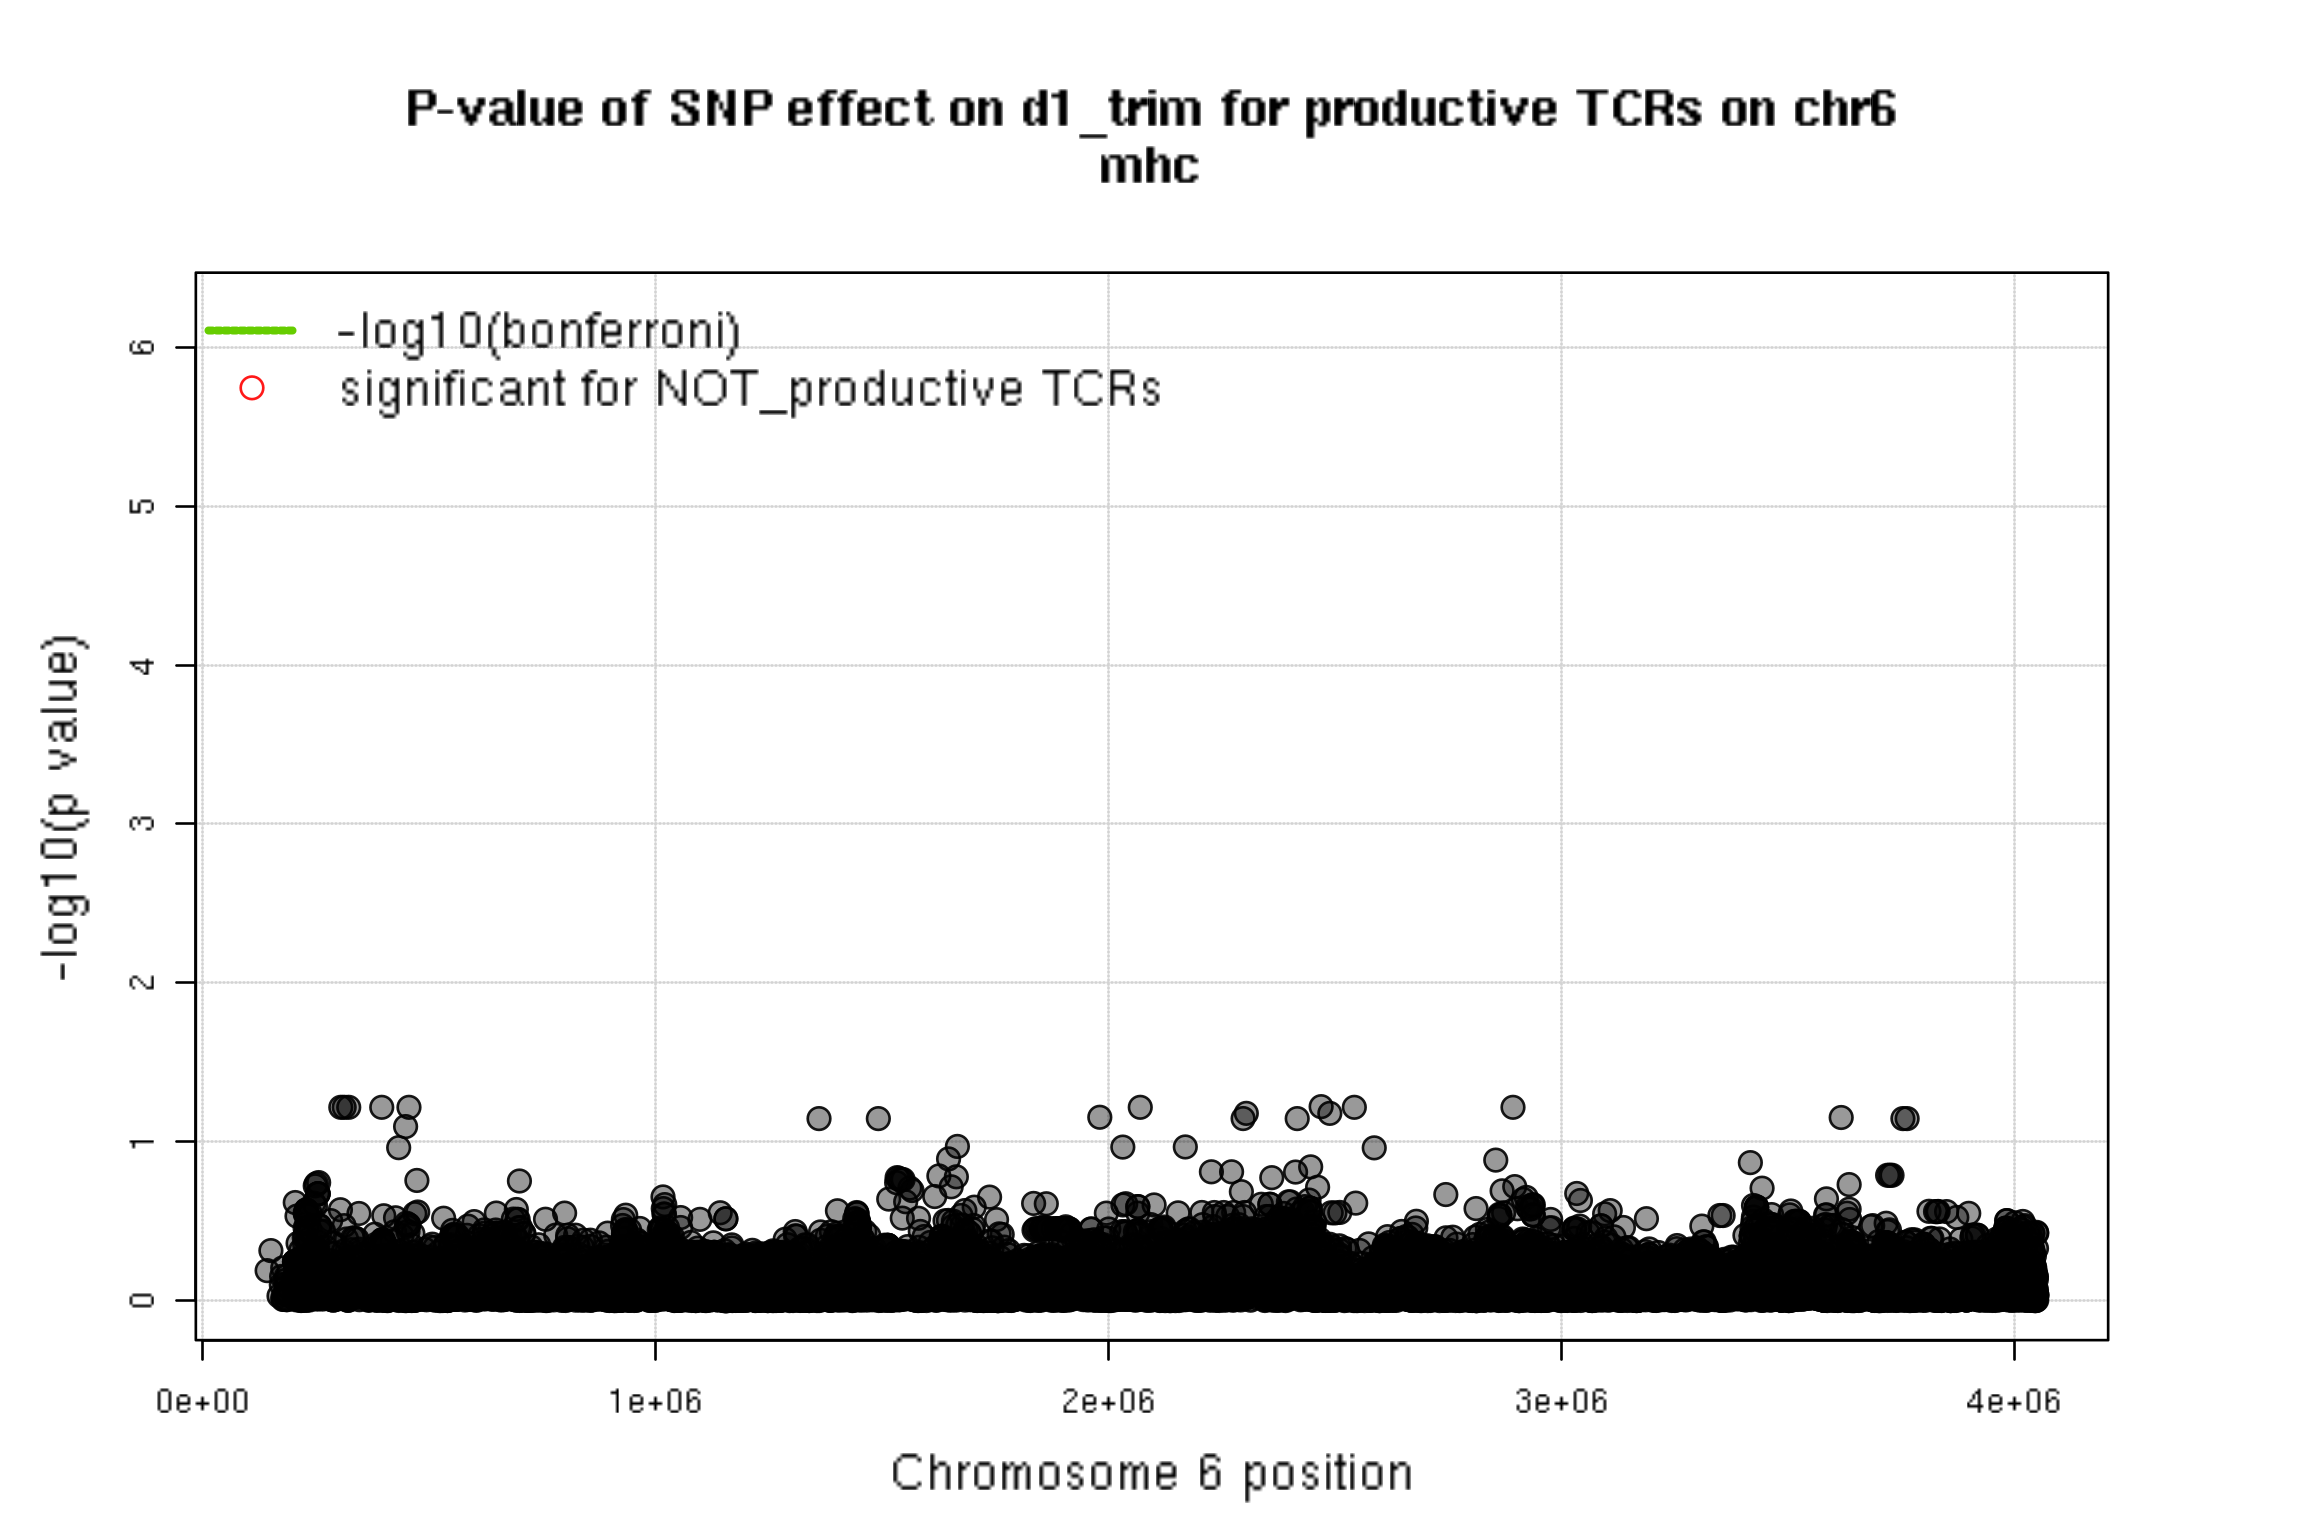 P-value of SNP effect on d1_trim for productive TCRs on chr6
mhc
-log10(bonferroni)
significant for NOT_productive TCRs
-log10(p value)
6
5
4
3
2
1
0
0e+00
1e+06
2e+06
3e+06
4e+06
Chromosome 6 position